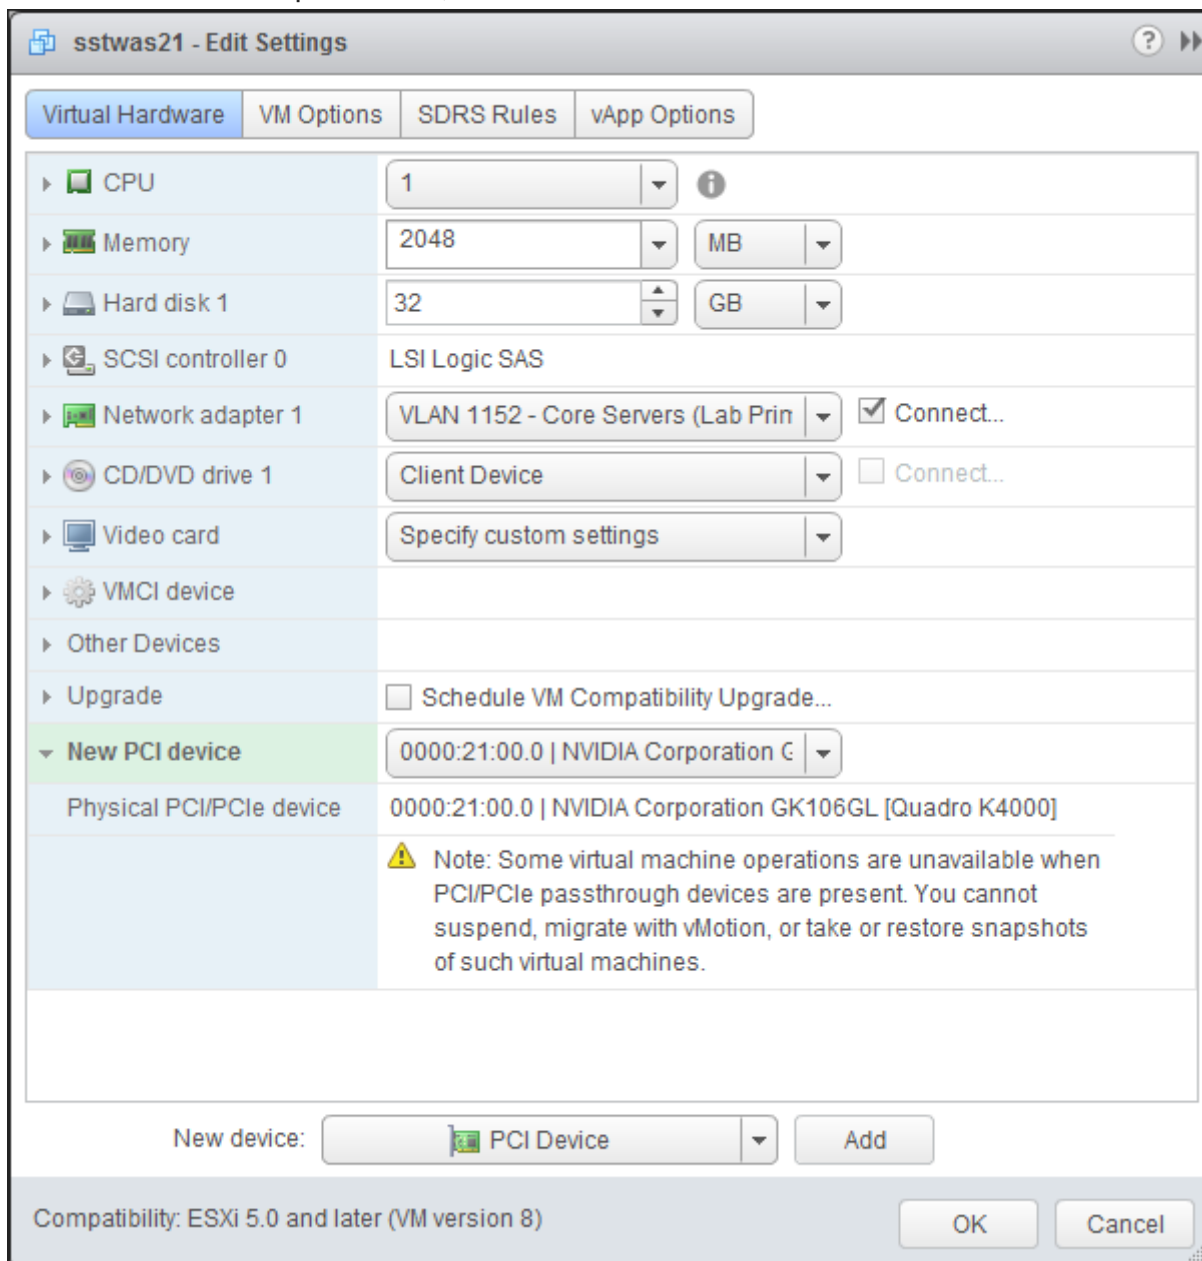 sstwas21 - Edit Settings
Virtual Hardware VM Options SDRS Rules vApp Options
CPU 1
Memory 2048 MB
Hard disk 1 32 GB
SCSI controller 0 LSI Logic SAS
Network adapter 1 VLAN 1152 - Core Servers (Lab Prim Connect...
CD/DVD drive 1 Client Device Connect...
Video card Specify custom settings
VMCI device
Other Devices
Upgrade Schedule VM Compatibility Upgrade...
New PCI device 0000:21:00.0 | NVIDIA Corporation G
Physical PCI/PCIe device 0000:21:00.0 | NVIDIA Corporation GK106GL [Quadro K4000]
Note: Some virtual machine operations are unavailable when
PCI/PCIe passthrough devices are present. You cannot
suspend, migrate with vMotion, or take or restore snapshots
of such virtual machines.
New device: PCI Device Add
Compatibility: ESXi 5.0 and later (VM version 8) OK Cancel